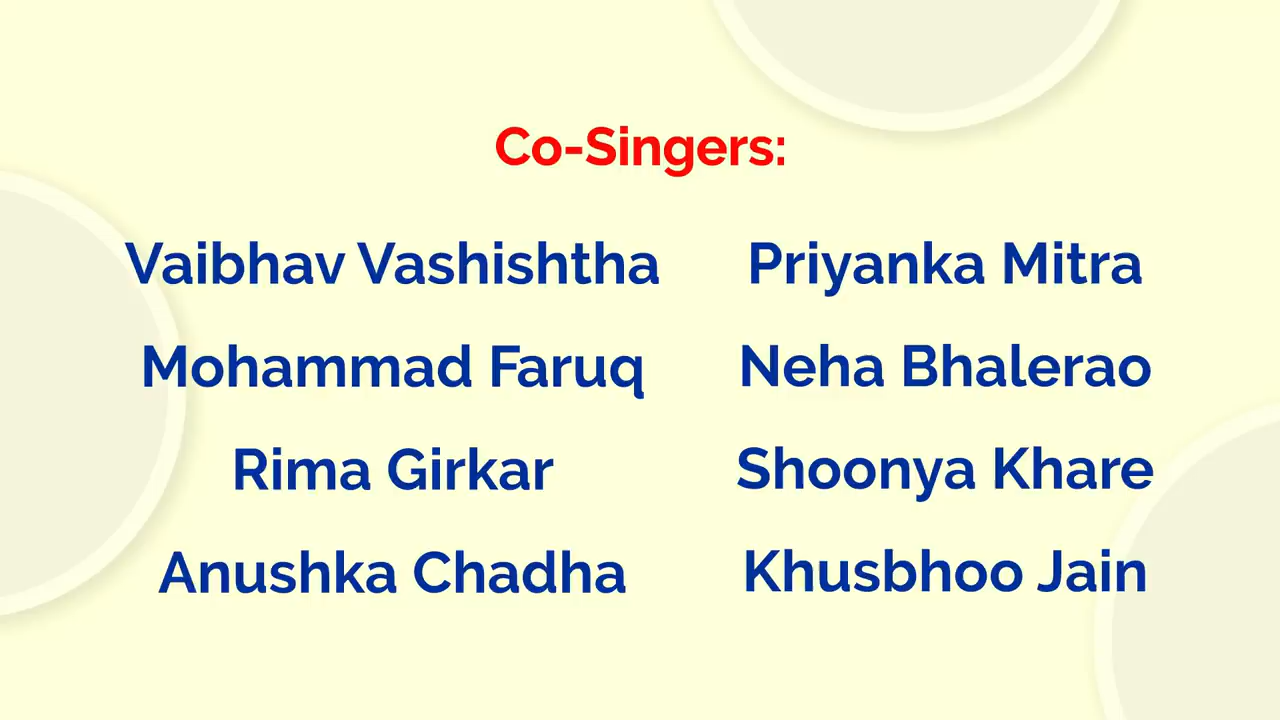 Co-Singers:
Vaibhav Vashishtha
Priyanka Mitra
Mohammad Faruq
Neha Bhalerao
Rima Girkar
Shoonya Khare
Anushka Chadha
Khusbhoo Jain